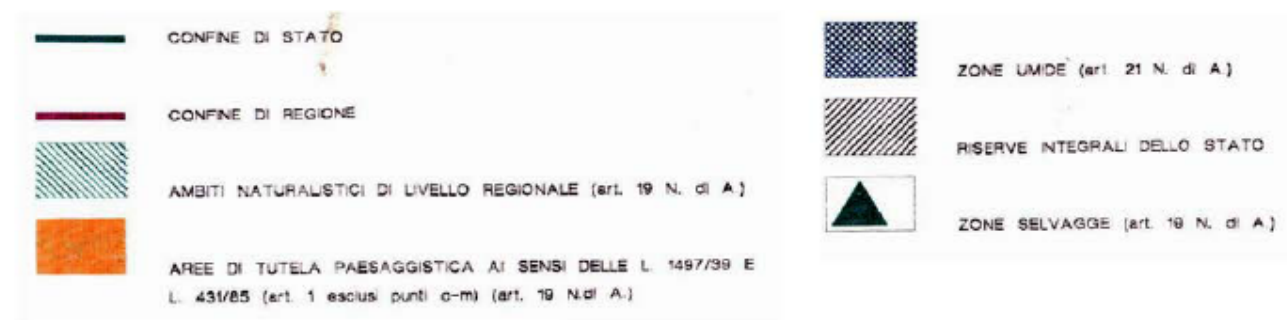 CONFINE DI STATO
CONFINE DI REGIONE
AMBITI NATURALISTICI DI LIVELLO REGIONALE (art. 19 N. di A.)
AREE DI TUTELA PAESAGGISTICA AI SENSI DELLE L. 1497/39 E
L. 431/85 (art. 1 esclusi punti c-m) (art. 19 N.di A.)
ZONE UMIDE (art. 21 N. di A.)
RISERVE INTEGRALI DELLO STATO
ZONE SELVAGGE (art. 19 N. di A.)